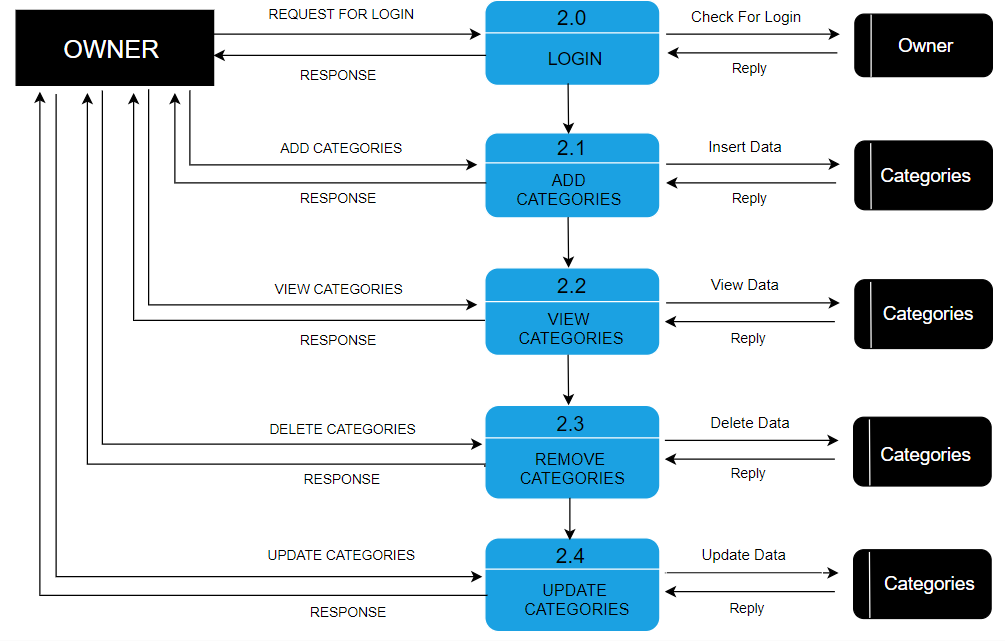 REQUEST FOR LOGIN
2.0
Check For Login
OWNER
LOGIN
Owner
RESPONSE
Reply
ADD CATEGORIES
2.1
Insert Data
ADD
CATEGORIES
Categories
RESPONSE
Reply
VIEW CATEGORIES
2.2
View Data
VIEW
CATEGORIES
Categories
RESPONSE
Reply
DELETE CATEGORIES
2.3
Delete Data
REMOVE
CATEGORIES
Categories
RESPONSE
Reply
UPDATE CATEGORIES
2.4
Update Data
UPDATE
CATEGORIES
Categories
RESPONSE
Reply